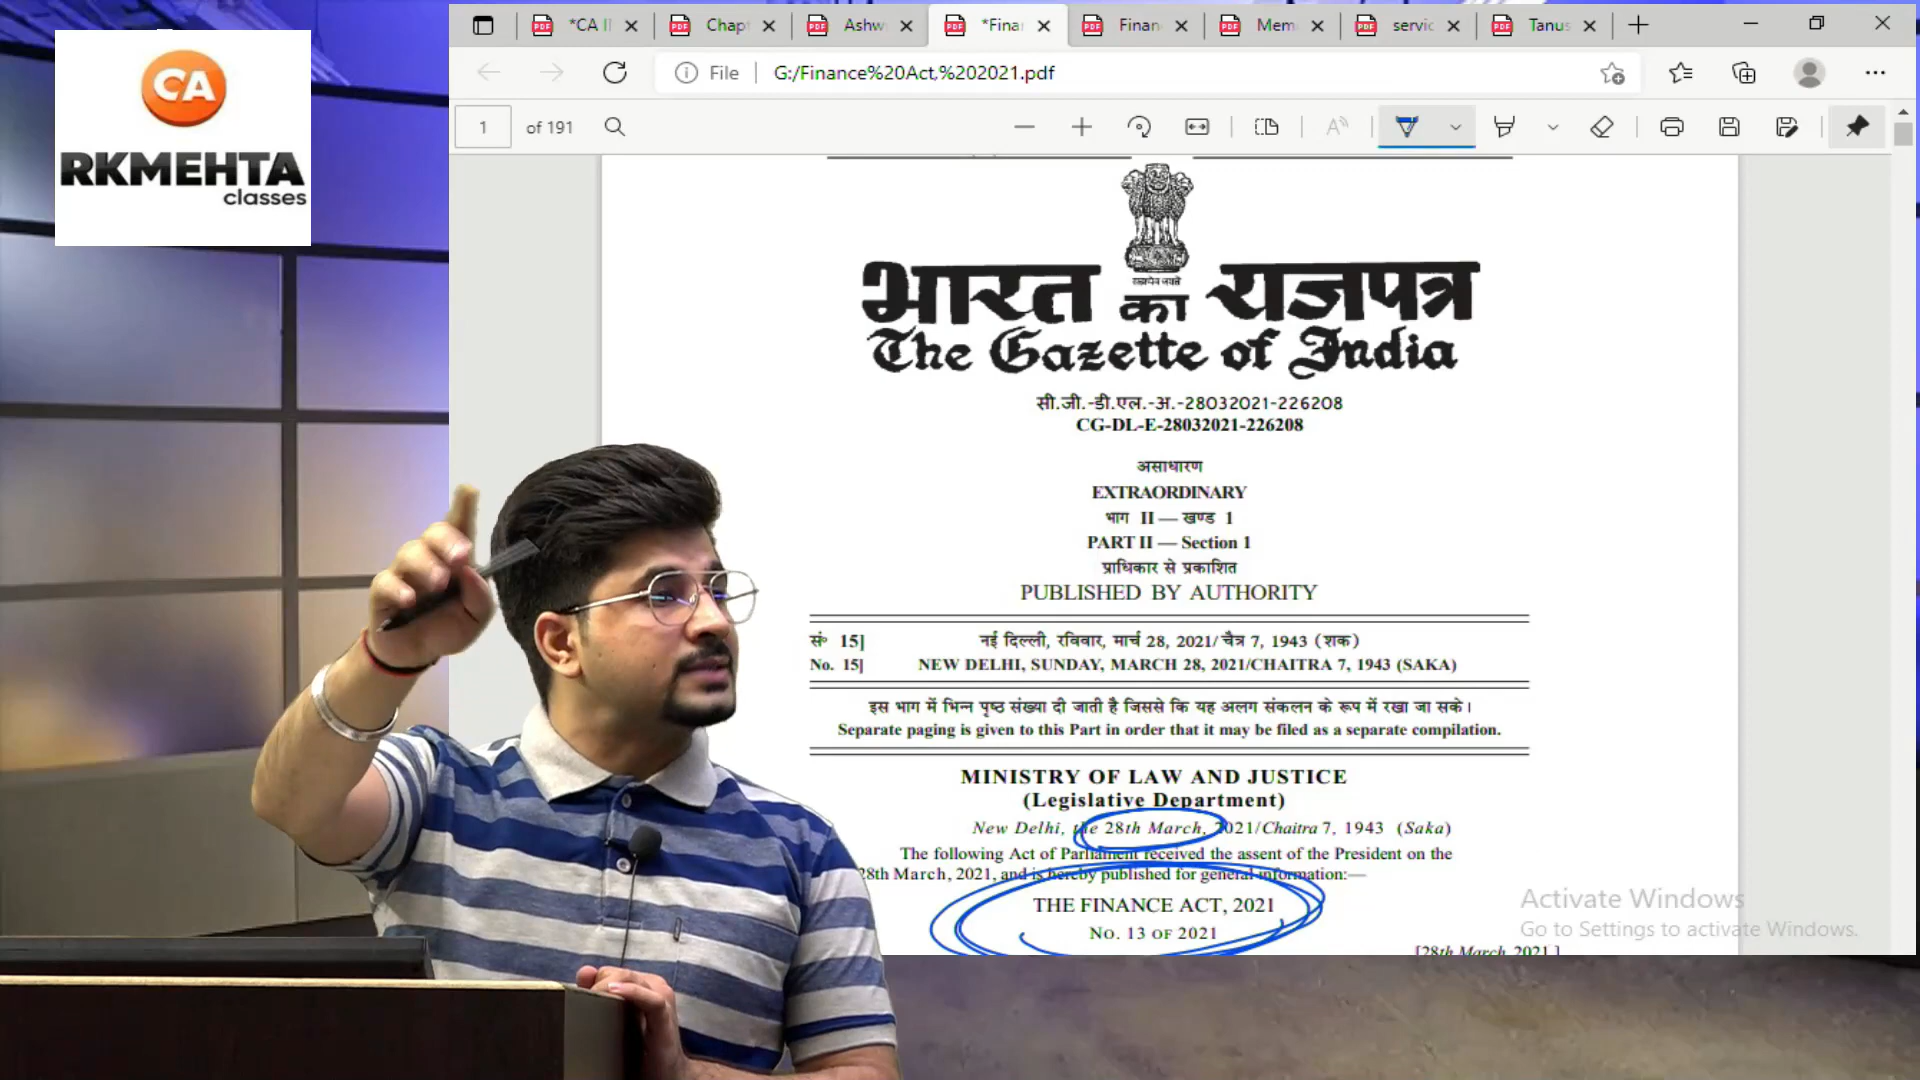 CA
RKMEHTA
classes
*CA I
Chap
Ashw
*Fina
Finan
Mem
servic
Tanus
File
G:/Finance%20Act,%202021.pdf
1 of 191
भारत का राजपत्र
The Gazette of India
सी.जी.-डी.एल.-अ.-28032021-226208
CG-DL-E-28032021-226208
असाधारण
EXTRAORDINARY
भाग II — खण्ड 1
PART II — Section 1
प्राधिकार से प्रकाशित
PUBLISHED BY AUTHORITY
सं॰ 15] नई दिल्ली, रविवार, मार्च 28, 2021/ चैत्र 7, 1943 (शक)
No. 15] NEW DELHI, SUNDAY, MARCH 28, 2021/CHAITRA 7, 1943 (SAKA)
इस भाग में भिन्न पृष्ठ संख्या दी जाती है जिससे कि यह अलग संकलन के रूप में रखा जा सके।
Separate paging is given to this Part in order that it may be filed as a separate compilation.
MINISTRY OF LAW AND JUSTICE
(Legislative Department)
New Delhi, the 28th March, 2021/Chaitra 7, 1943 (Saka)
The following Act of Parliament received the assent of the President on the
28th March, 2021, and is hereby published for general information:—
THE FINANCE ACT, 2021
NO. 13 OF 2021
[28th March, 2021.]
Activate Windows
Go to Settings to activate Windows.